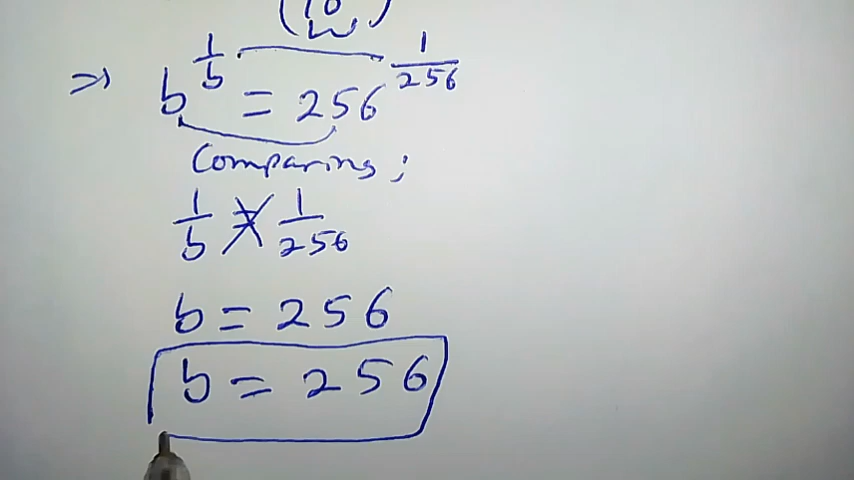 ⇒ b^(1/b) = 256^(1/256)
Comparing;
1/b = 1/256
b = 256
b = 256